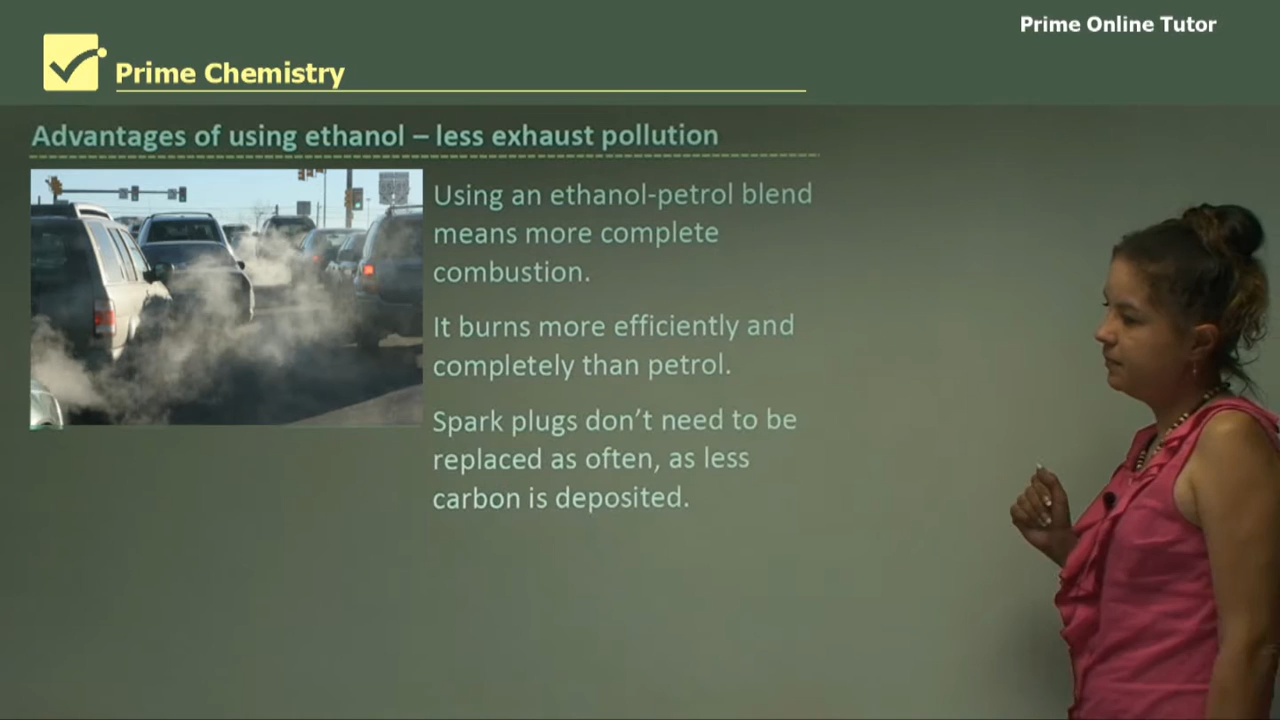 Prime Online Tutor
Prime Chemistry
Advantages of using ethanol – less exhaust pollution
Using an ethanol-petrol blend
means more complete
combustion.
It burns more efficiently and
completely than petrol.
Spark plugs don't need to be
replaced as often, as less
carbon is deposited.